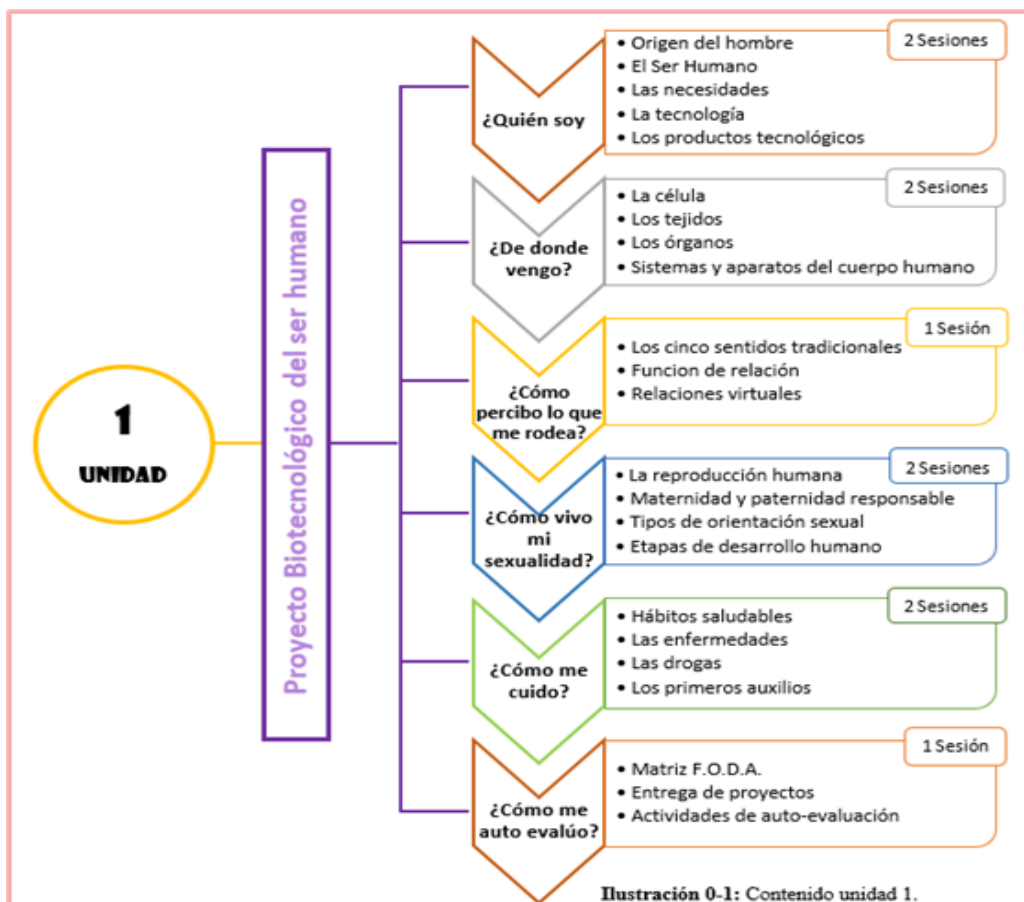 1
UNIDAD
Proyecto Biotecnológico del ser humano
¿Quién soy
2 Sesiones
• Origen del hombre
• El Ser Humano
• Las necesidades
• La tecnología
• Los productos tecnológicos
¿De donde
vengo?
2 Sesiones
• La célula
• Los tejidos
• Los órganos
• Sistemas y aparatos del cuerpo humano
¿Cómo
percibo lo que
me rodea?
1 Sesión
• Los cinco sentidos tradicionales
• Funcion de relación
• Relaciones virtuales
¿Cómo vivo
mi
sexualidad?
2 Sesiones
• La reproducción humana
• Maternidad y paternidad responsable
• Tipos de orientación sexual
• Etapas de desarrollo humano
¿Cómo me
cuido?
2 Sesiones
• Hábitos saludables
• Las enfermedades
• Las drogas
• Los primeros auxilios
¿Cómo me
auto evalúo?
1 Sesión
• Matriz F.O.D.A.
• Entrega de proyectos
• Actividades de auto-evaluación
Ilustración 0-1: Contenido unidad 1.